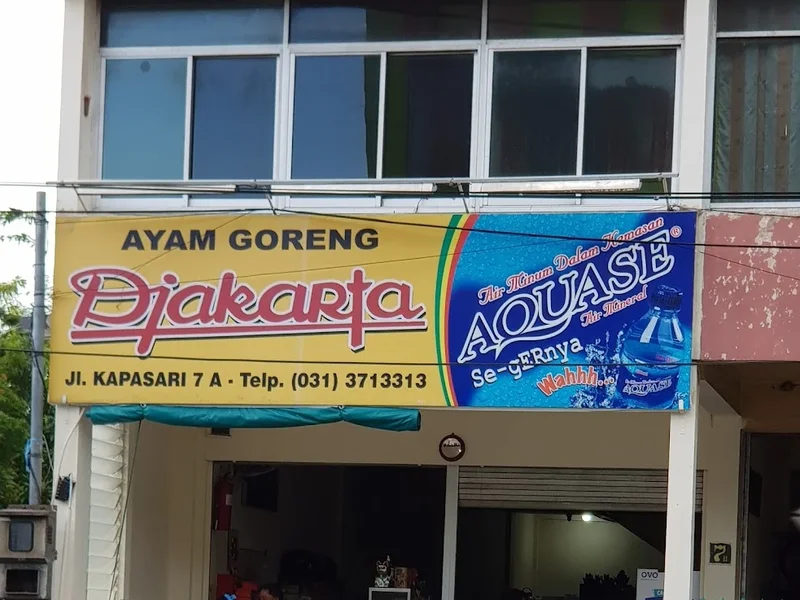 AYAM GORENG
Djakarta
Jl. KAPASARI 7 A - Telp. (031) 3713313
Air Minum Dalam Kemasan
AQUASE®
Air Mineral
Se-gERnya
Wahhh...
AQUASE
7
OVO